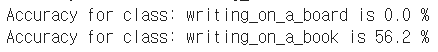 Accuracy for class: writing_on_a_board is 0.0 %
Accuracy for class: writing_on_a_book is 56.2 %